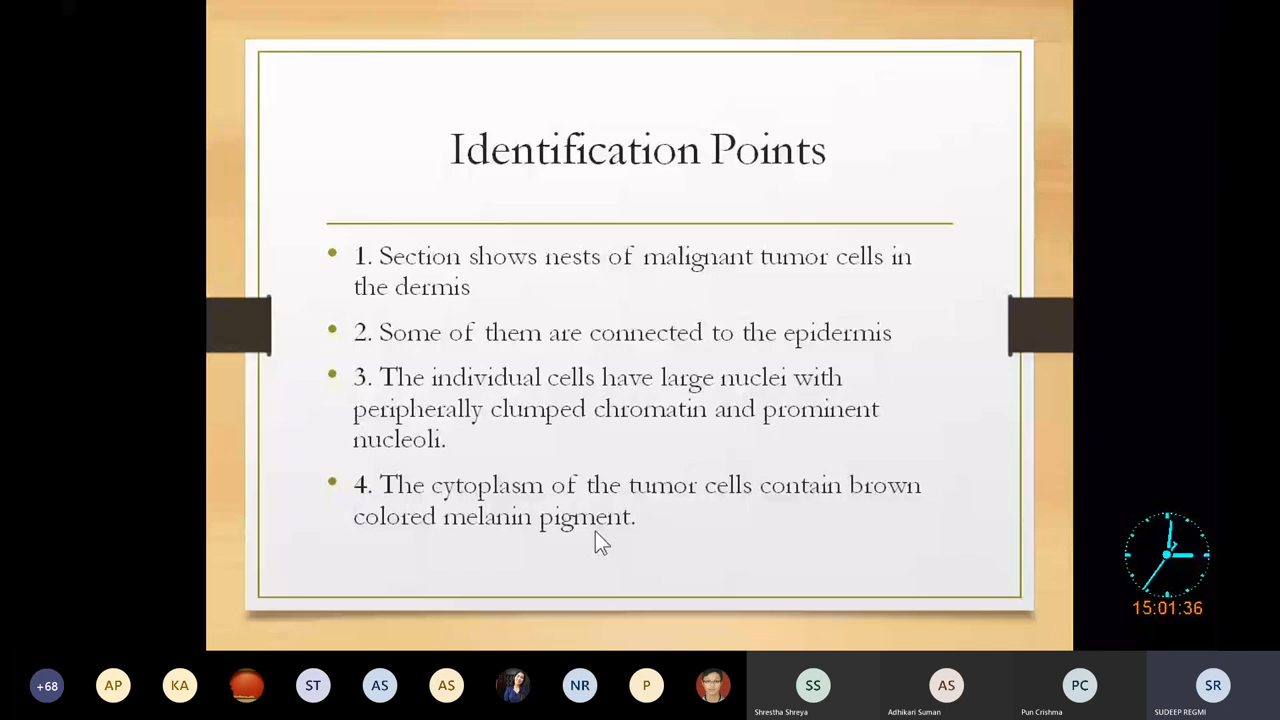 Identification Points
• 1. Section shows nests of malignant tumor cells in
the dermis
• 2. Some of them are connected to the epidermis
• 3. The individual cells have large nuclei with
peripherally clumped chromatin and prominent
nucleoli.
• 4. The cytoplasm of the tumor cells contain brown
colored melanin pigment.
15:01:36
+68 AP KA ST AS AS NR P SS AS PC SR
Shrestha Shreya Adhikari Suman Pun Crishma SUDEEP REGMI